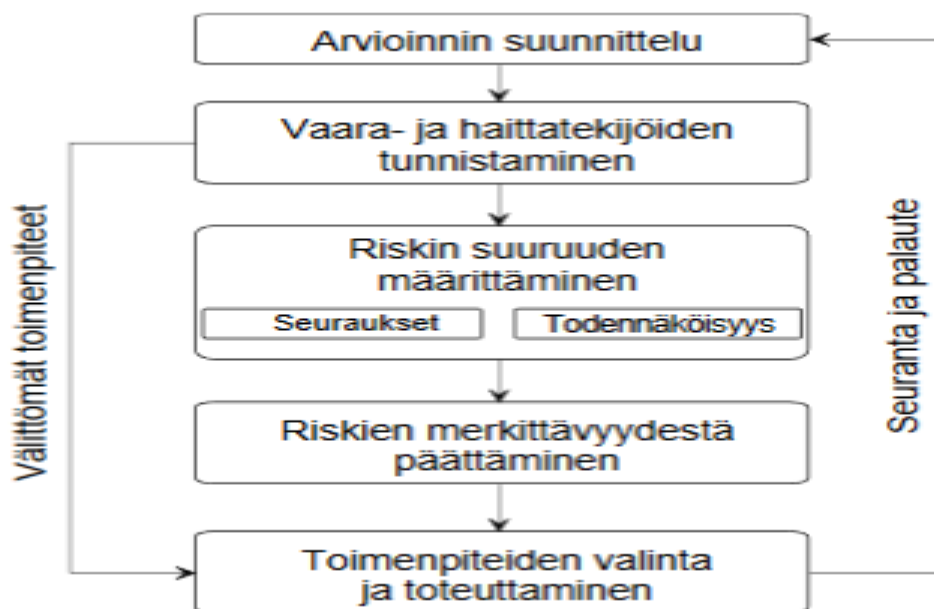 Arvioinnin suunnittelu
Vaara- ja haittatekijöiden
tunnistaminen
Riskin suuruuden
määrittäminen
Seuraukset
Todennäköisyys
Riskien merkittävyydestä
päättäminen
Toimenpiteiden valinta
ja toteuttaminen
Välittömät toimenpiteet
Seuranta ja palaute